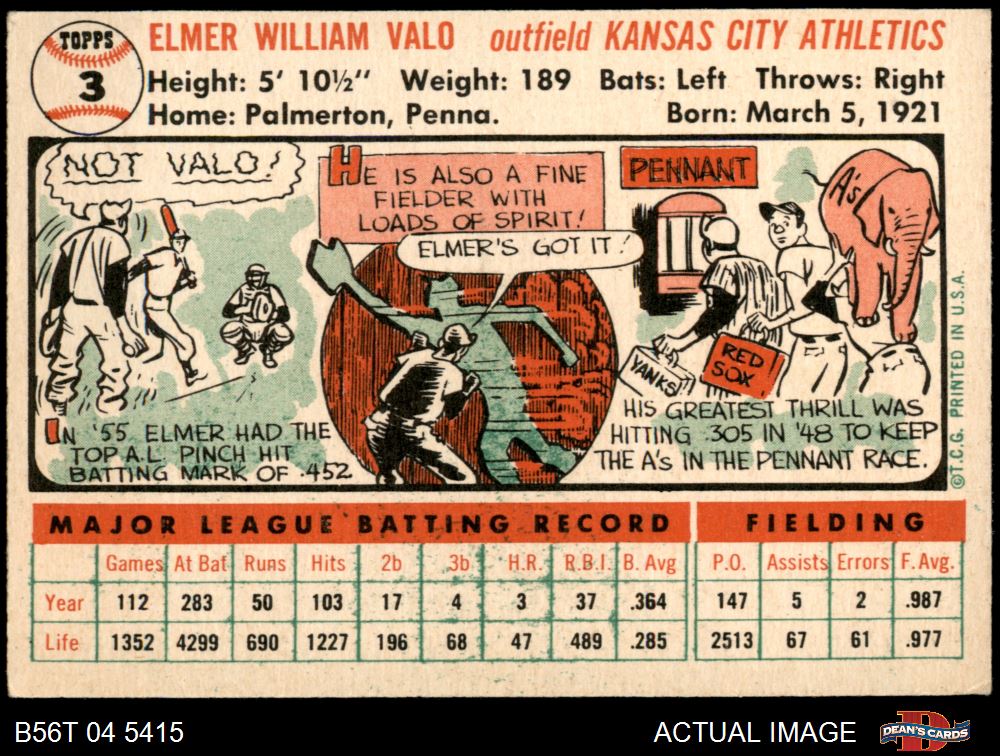 TOPPS
3
ELMER WILLIAM VALO outfield KANSAS CITY ATHLETICS
Height: 5' 10½" Weight: 189 Bats: Left Throws: Right
Home: Palmerton, Penna. Born: March 5, 1921
NOT VALO!
HE IS ALSO A FINE
FIELDER WITH
LOADS OF SPIRIT!
ELMER'S GOT IT!
PENNANT
A's
YANKS
RED
SOX
IN '55 ELMER HAD THE
TOP A.L. PINCH HIT
BATTING MARK OF .452
HIS GREATEST THRILL WAS
HITTING .305 IN '48 TO KEEP
THE A's IN THE PENNANT RACE.
©T.C.G. PRINTED IN U.S.A.
MAJOR LEAGUE BATTING RECORD FIELDING
Games At Bat Runs Hits 2b 3b H.R. R.B.I. B. Avg P.O. Assists Errors F. Avg.
Year 112 283 50 103 17 4 3 37 .364 147 5 2 .987
Life 1352 4299 690 1227 196 68 47 489 .285 2513 67 61 .977
B56T 04 5415 ACTUAL IMAGE DEAN'S CARDS